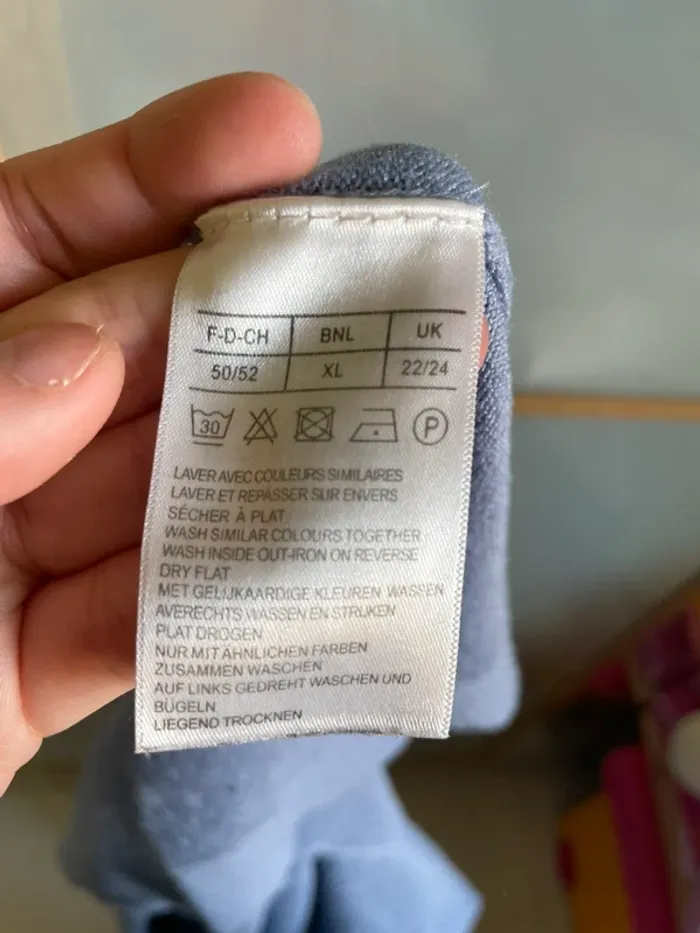 F-D-CH BNL UK
50/52 XL 22/24
30 P
LAVER AVEC COULEURS SIMILAIRES
LAVER ET REPASSER SUR ENVERS
SÉCHER À PLAT
WASH SIMILAR COLOURS TOGETHER
WASH INSIDE OUT-IRON ON REVERSE
DRY FLAT
MET GELIJKAARDIGE KLEUREN WASSEN
AVERECHTS WASSEN EN STRIJKEN
PLAT DROGEN
NUR MIT ÄHNLICHEN FARBEN
ZUSAMMEN WASCHEN
AUF LINKS GEDREHT WASCHEN UND
BÜGELN
LIEGEND TROCKNEN